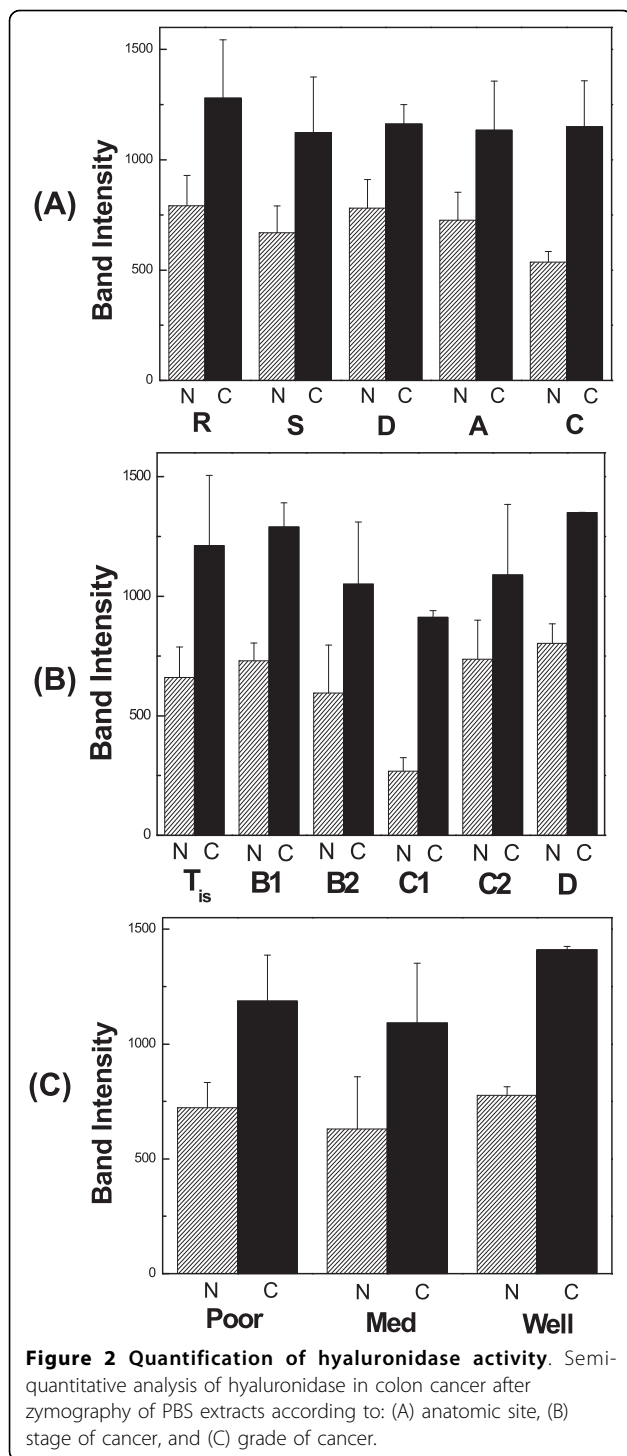 1500
1000
(A)
Band Intensity
500
0
N C N C N C N C N C
R S D A C
1500
1000
(B)
Band Intensity
500
0
N C N C N C N C N C N C
Tis B1 B2 C1 C2 D
1500
1000
(C)
Band Intensity
500
0
N C N C N C
Poor Med Well
Figure 2 Quantification of hyaluronidase activity. Semi-
quantitative analysis of hyaluronidase in colon cancer after
zymography of PBS extracts according to: (A) anatomic site, (B)
stage of cancer, and (C) grade of cancer.